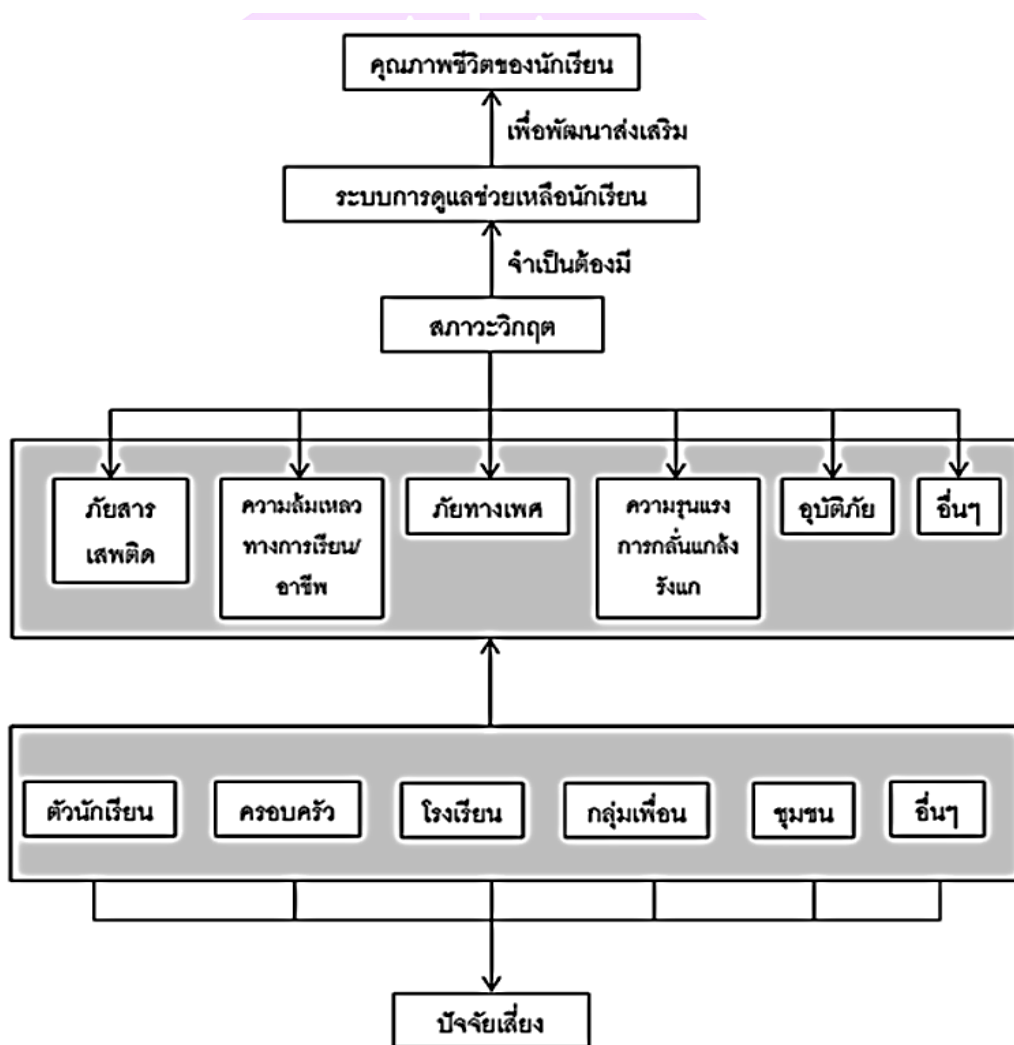 คุณภาพชีวิตของนักเรียน
เพื่อพัฒนาส่งเสริม
ระบบการดูแลช่วยเหลือนักเรียน
จำเป็นต้องมี
สภาวะวิกฤต
ภัยสาร
เสพติด
ความล้มเหลว
ทางการเรียน/
อาชีพ
ภัยทางเพศ
ความรุนแรง
การกลั่นแกล้ง
รังแก
อุบัติภัย
อื่นๆ
ตัวนักเรียน
ครอบครัว
โรงเรียน
กลุ่มเพื่อน
ชุมชน
อื่นๆ
ปัจจัยเสี่ยง